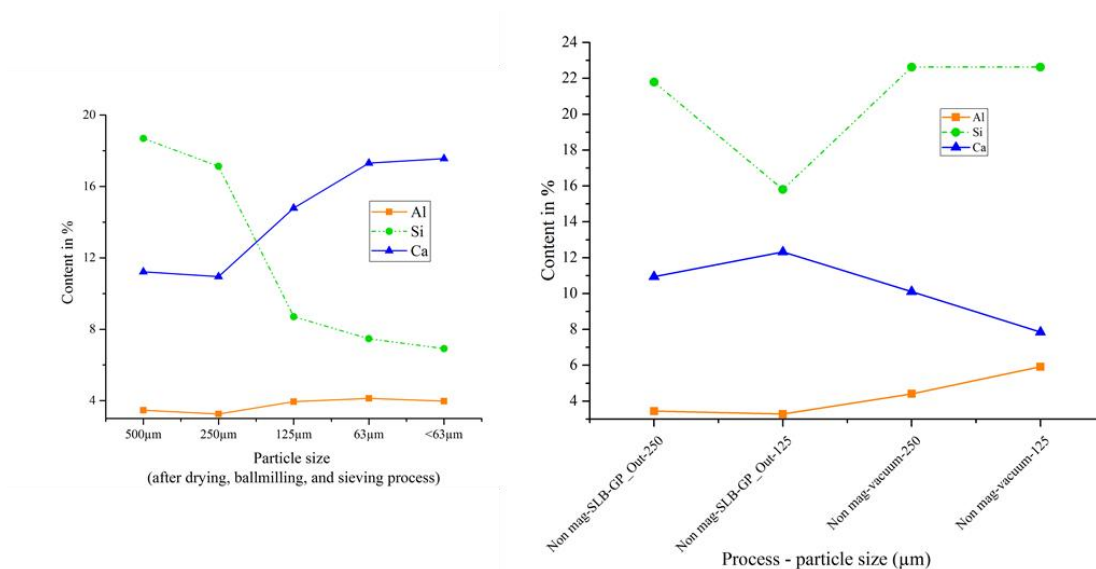 20
16
12
8
4
Content in %
Al
Si
Ca
500µm
250µm
125µm
63µm
<63µm
Particle size
(after drying, ballmilling, and sieving process)
24
22
20
18
16
14
12
10
8
6
4
Content in %
Al
Si
Ca
Non mag-SLB-GP_Out-250
Non mag-SLB-GP_Out-125
Non mag-vacuum-250
Non mag-vacuum-125
Process - particle size (µm)